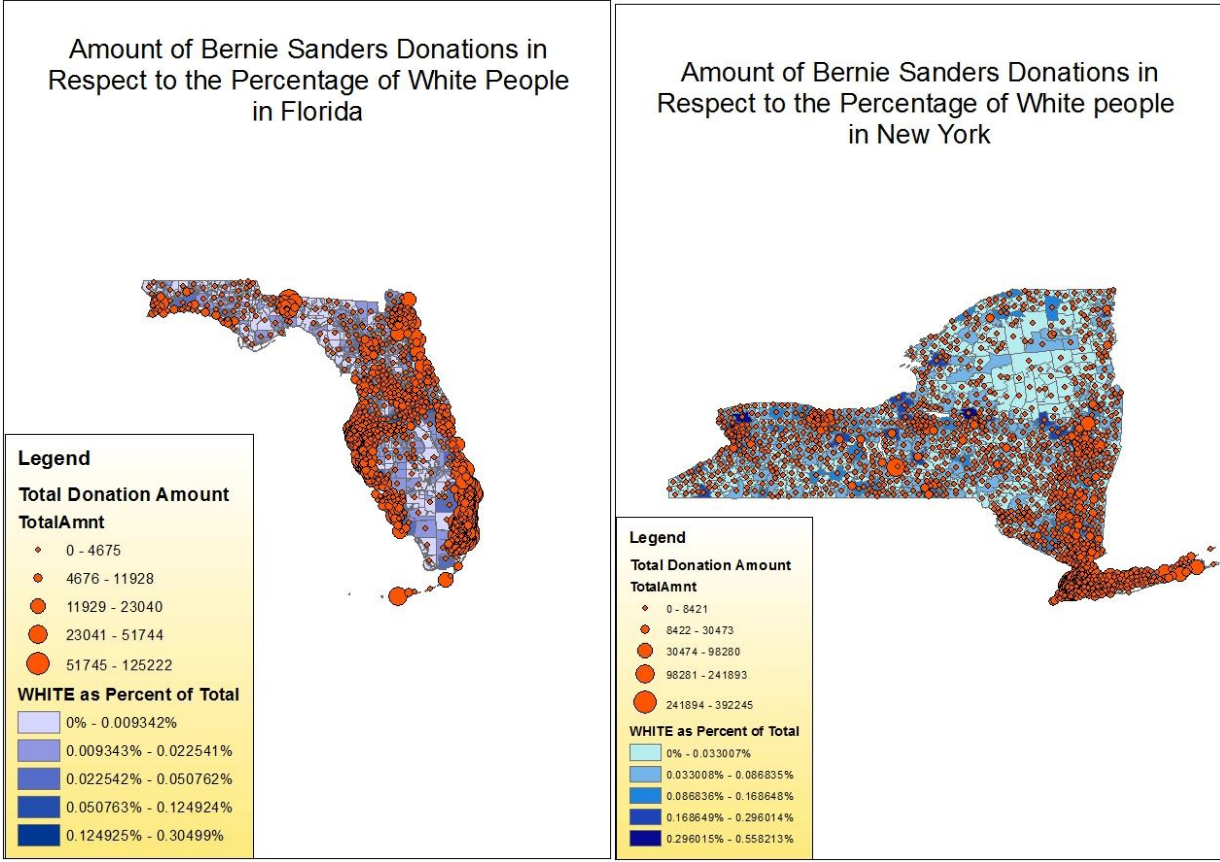 Amount of Bernie Sanders Donations in
Respect to the Percentage of White People
in Florida
Legend
Total Donation Amount
TotalAmnt
0 - 4675
4676 - 11928
11929 - 23040
23041 - 51744
51745 - 125222
WHITE as Percent of Total
0% - 0.009342%
0.009343% - 0.022541%
0.022542% - 0.050762%
0.050763% - 0.124924%
0.124925% - 0.30499%
Amount of Bernie Sanders Donations in
Respect to the Percentage of White people
in New York
Legend
Total Donation Amount
TotalAmnt
0 - 8421
8422 - 30473
30474 - 98280
98281 - 241893
241894 - 392245
WHITE as Percent of Total
0% - 0.033007%
0.033008% - 0.086835%
0.086836% - 0.168648%
0.168649% - 0.296014%
0.296015% - 0.558213%